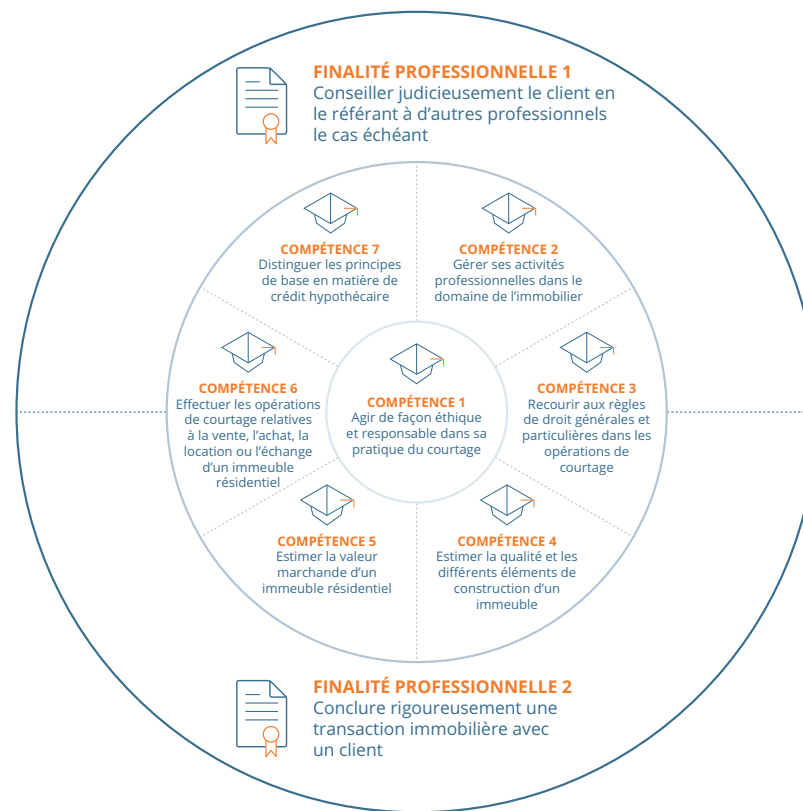 FINALITÉ PROFESSIONNELLE 1
Conseiller judicieusement le client en
le référant à d'autres professionnels
le cas échéant
COMPÉTENCE 7
Distinguer les principes
de base en matière de
crédit hypothécaire
COMPÉTENCE 2
Gérer ses activités
professionnelles dans le
domaine de l'immobilier
COMPÉTENCE 6
Effectuer les opérations
de courtage relatives
à la vente, l'achat, la
location ou l'échange
d'un immeuble
résidentiel
COMPÉTENCE 1
Agir de façon éthique
et responsable dans sa
pratique du courtage
COMPÉTENCE 3
Recourir aux règles
de droit générales et
particulières dans les
opérations de
courtage
COMPÉTENCE 5
Estimer la valeur
marchande d'un
immeuble résidentiel
COMPÉTENCE 4
Estimer la qualité et les
différents éléments de
construction d'un
immeuble
FINALITÉ PROFESSIONNELLE 2
Conclure rigoureusement une
transaction immobilière avec
un client